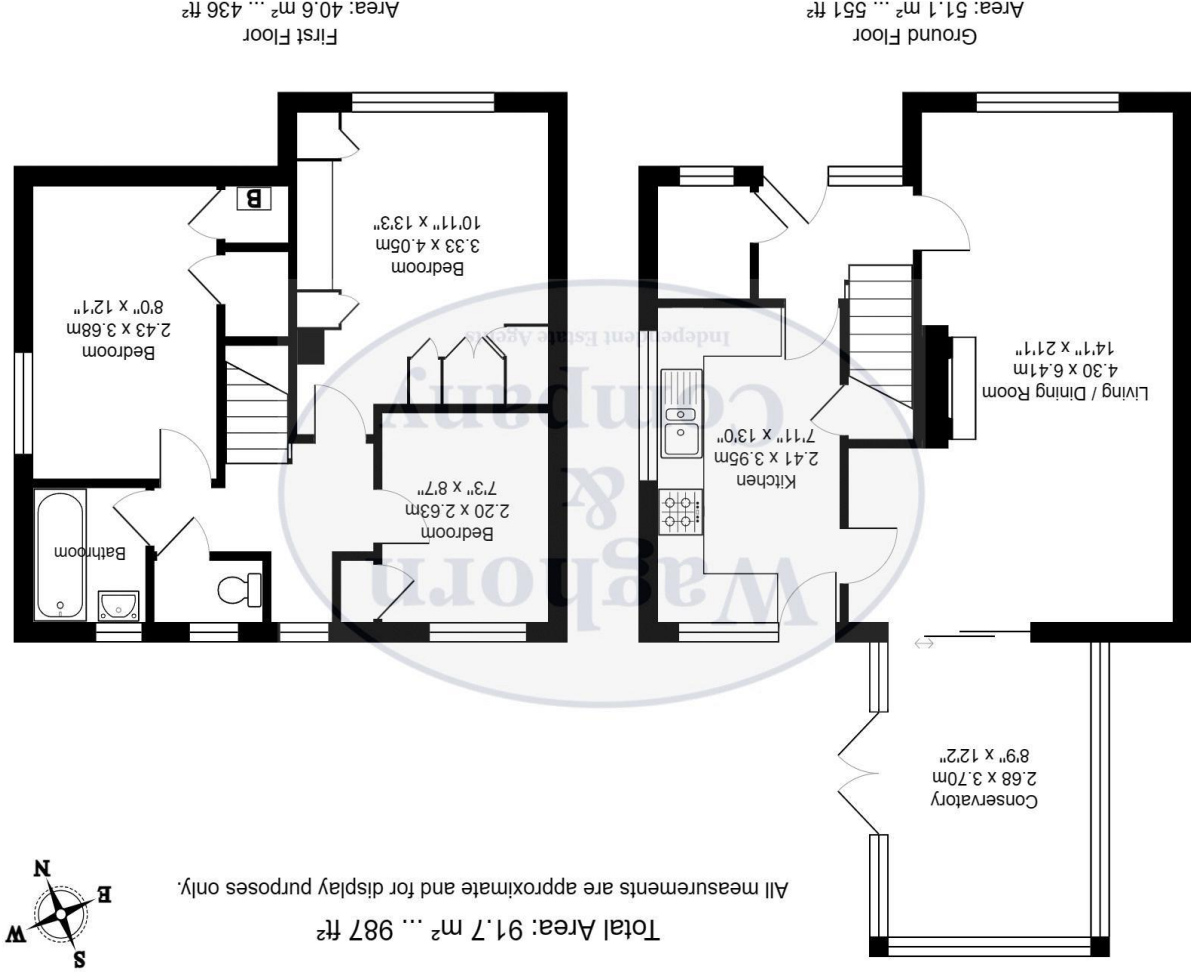 Total Area: 91.7 m² ... 987 ft²
All measurements are approximate and for display purposes only.
S
W
E
N
Conservatory
2.68 x 3.70m
8'9" x 12'2"
Waghorn
&
Company
Independent Estate Agents
Bedroom
2.20 x 2.63m
7'3" x 8'7"
Bathroom
Kitchen
2.41 x 3.95m
7'11" x 13'0"
Living / Dining Room
4.30 x 6.41m
14'1" x 21'1"
Bedroom
2.43 x 3.68m
8'0" x 12'1"
Bedroom
3.33 x 4.05m
10'11" x 13'3"
B
Ground Floor
Area: 51.1 m² ... 551 ft²
First Floor
Area: 40.6 m² ... 436 ft²